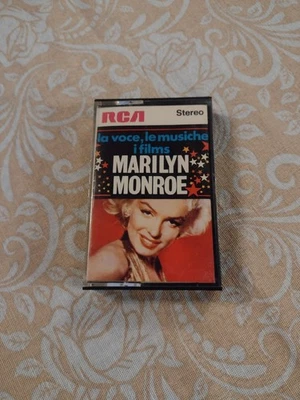 RCA Stereo
la voce, le musiche
i films
MARILYN
MONROE